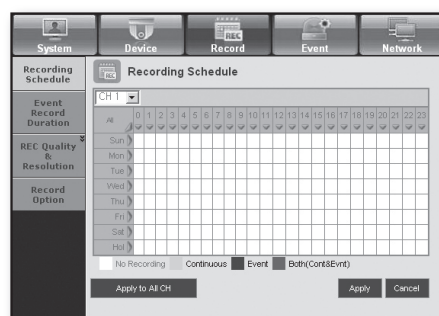 System Device Record Event Network
REC
Recording Schedule
Event Record Duration
REC Quality & Resolution
Record Option
REC Recording Schedule
CH 1
All 0 1 2 3 4 5 6 7 8 9 10 11 12 13 14 15 16 17 18 19 20 21 22 23
Sun
Mon
Tue
Wed
Thu
Fri
Sat
Hol
No Recording Continuous Event Both(Cont&Evnt)
Apply to All CH Apply Cancel